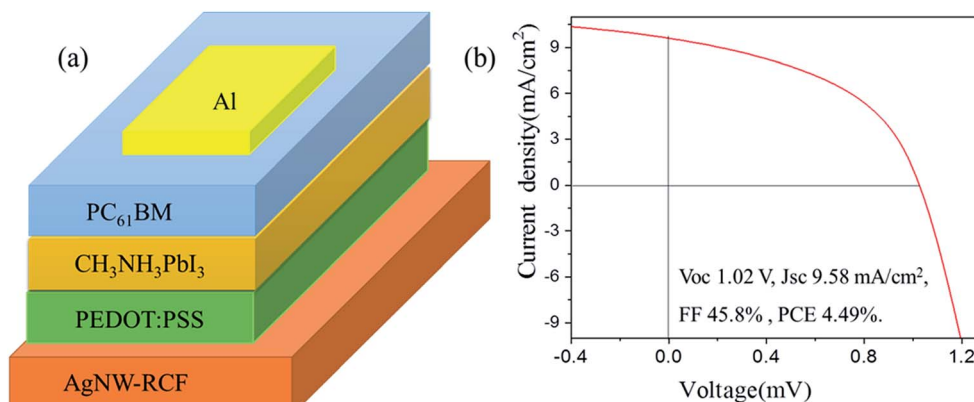 (a)
Al
PC₆₁BM
CH₃NH₃PbI₃
PEDOT:PSS
AgNW-RCF
(b)
Current density(mA/cm²)
9
6
3
0
-3
-6
-9
Voc 1.02 V, Jsc 9.58 mA/cm²,
FF 45.8% , PCE 4.49%.
-0.4
0.0
0.4
0.8
1.2
Voltage(mV)